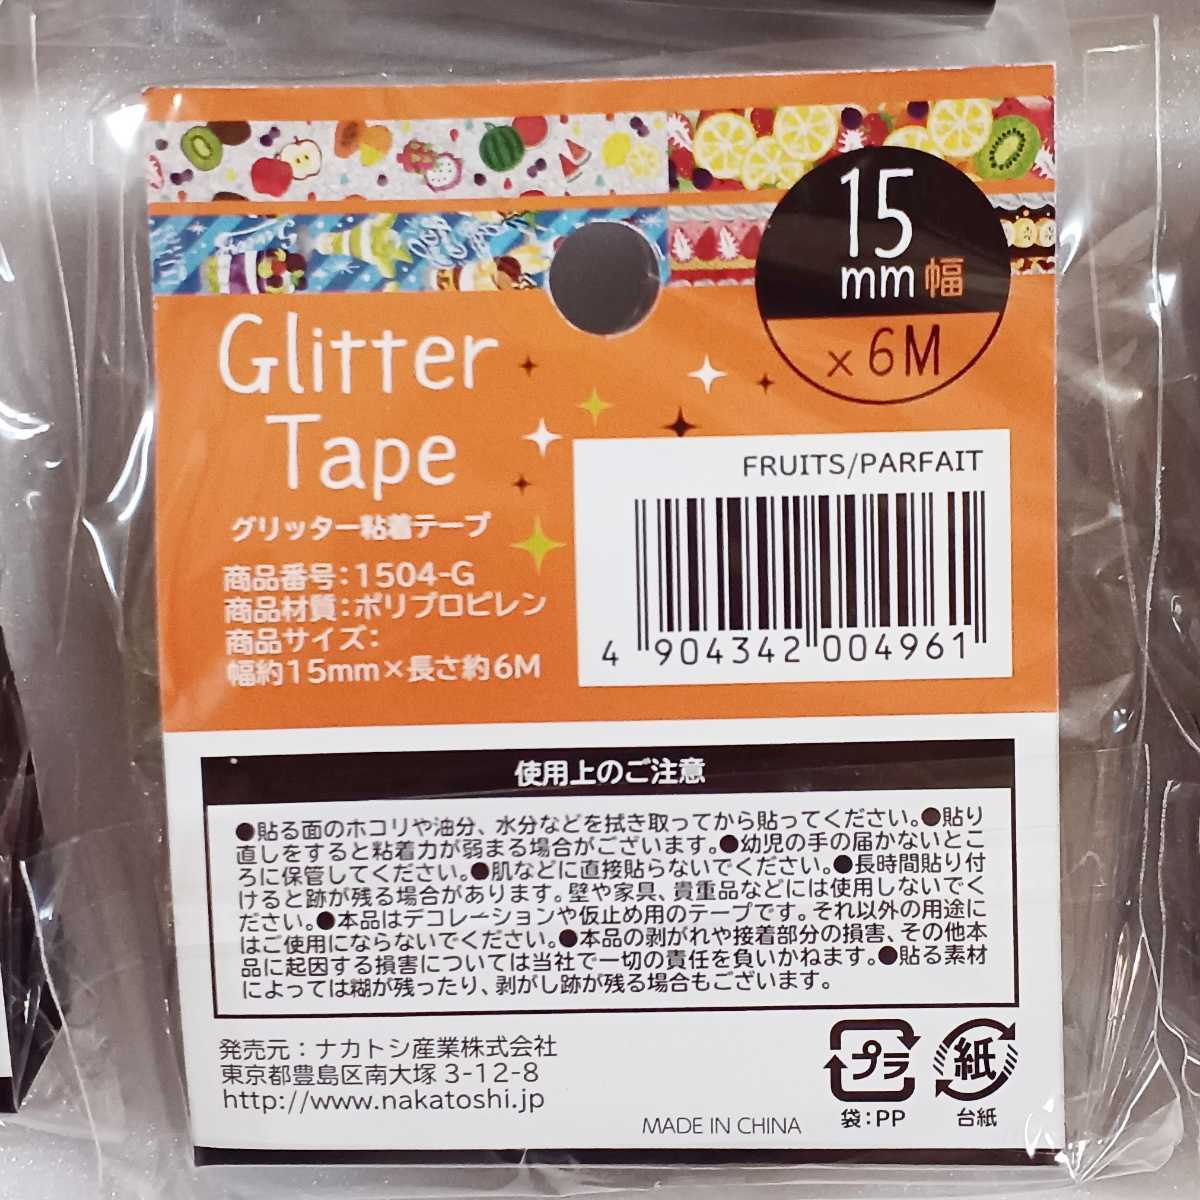 15
mm幅
×6M
Glitter
Tape
グリッター粘着テープ
商品番号：1504-G
商品材質：ポリプロピレン
商品サイズ：
幅約15mm×長さ約6M
FRUITS/PARFAIT
4 904342 004961
使用上のご注意
●貼る面のホコリや油分、水分などを拭き取ってから貼ってください。●貼り
直しをすると粘着力が弱まる場合がございます。●幼児の手の届かないとこ
ろに保管してください。●肌などに直接貼らないでください。●長時間貼り付
けると跡が残る場合があります。壁や家具、貴重品などには使用しないでく
ださい。●本品はデコレーションや仮止め用のテープです。それ以外の用途に
はご使用にならないでください。●本品の剥がれや接着部分の損害、その他本
品に起因する損害については当社で一切の責任を負いかねます。●貼る素材
によっては糊が残ったり、剥がし跡が残る場合もございます。
発売元：ナカトシ産業株式会社
東京都豊島区南大塚3-12-8
http://www.nakatoshi.jp
MADE IN CHINA
プラ
袋：PP
紙
台紙